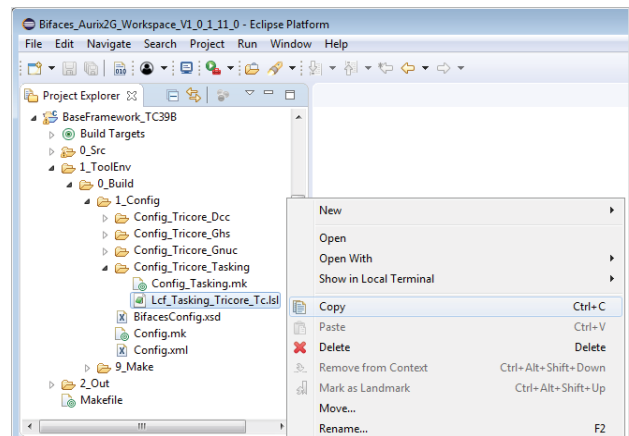 Bifaces_Aurix2G_Workspace_V1_0_1_11_0 - Eclipse Platform
File Edit Navigate Search Project Run Window Help
Project Explorer
BaseFramework_TC39B
Build Targets
0_Src
1_ToolEnv
0_Build
1_Config
Config_Tricore_Dcc
Config_Tricore_Ghs
Config_Tricore_Gnuc
Config_Tricore_Tasking
Config_Tasking.mk
Lcf_Tasking_Tricore_Tc.lsl
BifacesConfig.xsd
Config.mk
Config.xml
9_Make
2_Out
Makefile
New
Open
Open With
Show in Local Terminal
Copy Ctrl+C
Paste Ctrl+V
Delete Delete
Remove from Context Ctrl+Alt+Shift+Down
Mark as Landmark Ctrl+Alt+Shift+Up
Move...
Rename... F2